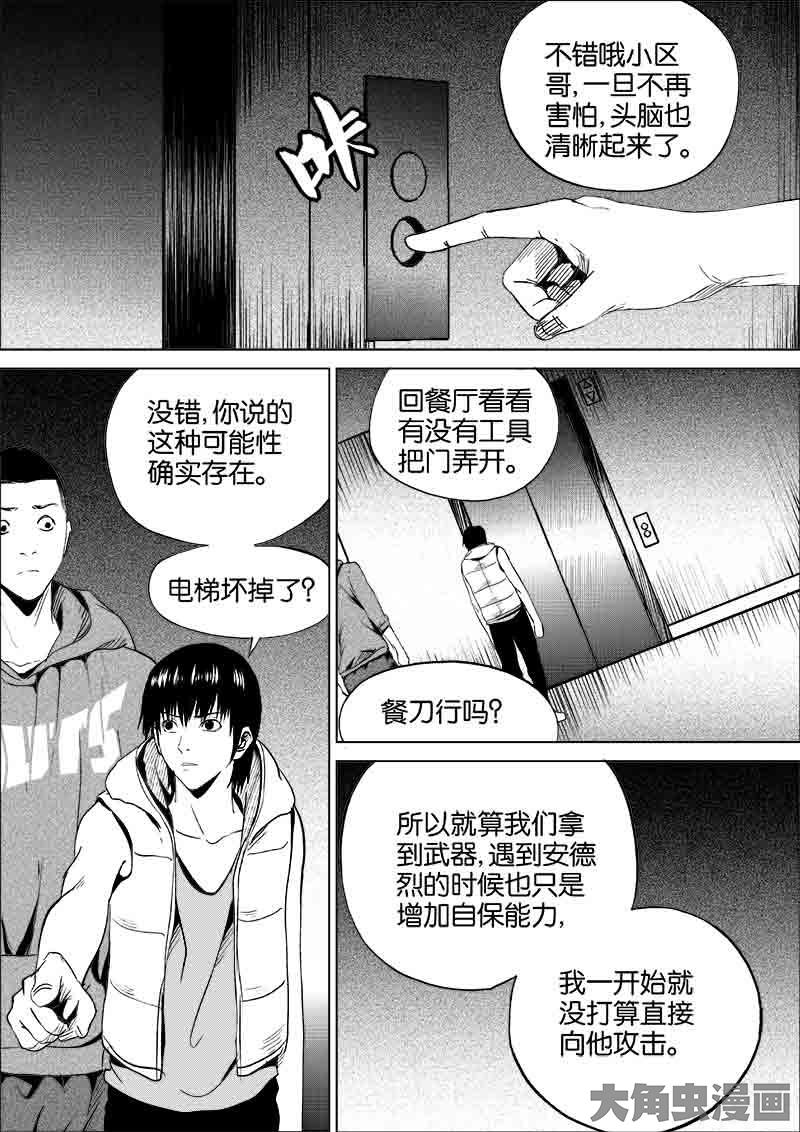 不错哦小区
哥,一旦不再
害怕,头脑也
清晰起来了。
咔
没错,你说的
这种可能性
确实存在。
电梯坏掉了?
UTS
回餐厅看看
有没有工具
把门弄开。
餐刀行吗?
所以就算我们拿
到武器,遇到安德
烈的时候也只是
增加自保能力,
我一开始就
没打算直接
向他攻击。
大角虫漫画